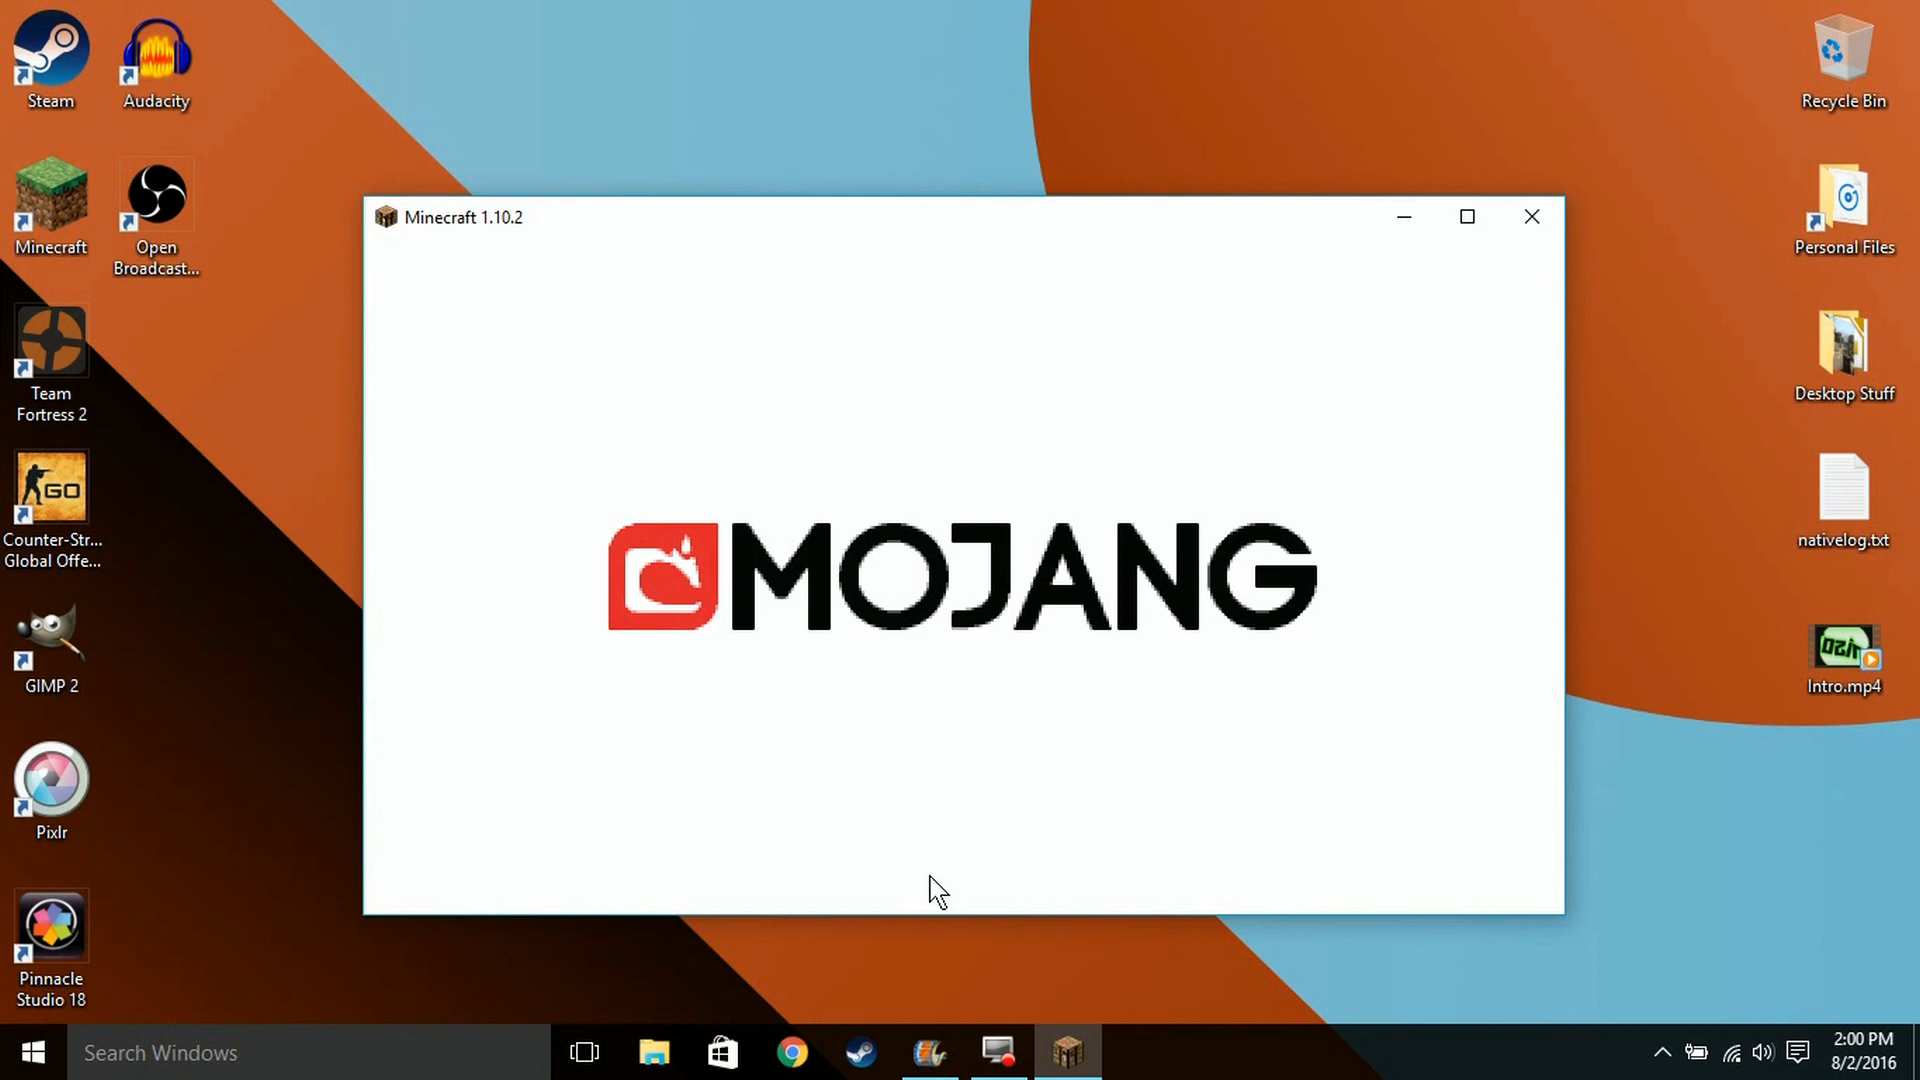 Steam
Audacity
Recycle Bin
Minecraft
Open
Broadcast...
Personal Files
Minecraft 1.10.2
Team
Fortress 2
Desktop Stuff
GO
Counter-Str...
Global Offe...
nativelog.txt
MOJANG
GIMP 2
Intro.mp4
Pixlr
Pinnacle
Studio 18
Search Windows
2:00 PM
8/2/2016